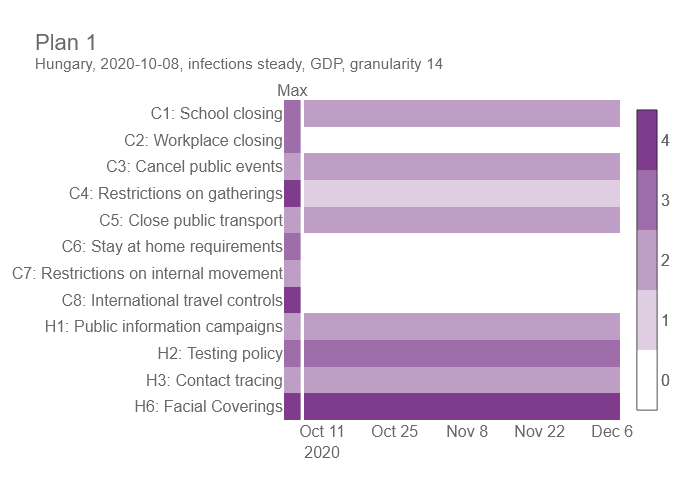 Plan 1
Hungary, 2020-10-08, infections steady, GDP, granularity 14
Max
C1: School closing
C2: Workplace closing
C3: Cancel public events
C4: Restrictions on gatherings
C5: Close public transport
C6: Stay at home requirements
C7: Restrictions on internal movement
C8: International travel controls
H1: Public information campaigns
H2: Testing policy
H3: Contact tracing
H6: Facial Coverings
4
3
2
1
0
Oct 11 Oct 25 Nov 8 Nov 22 Dec 6
2020